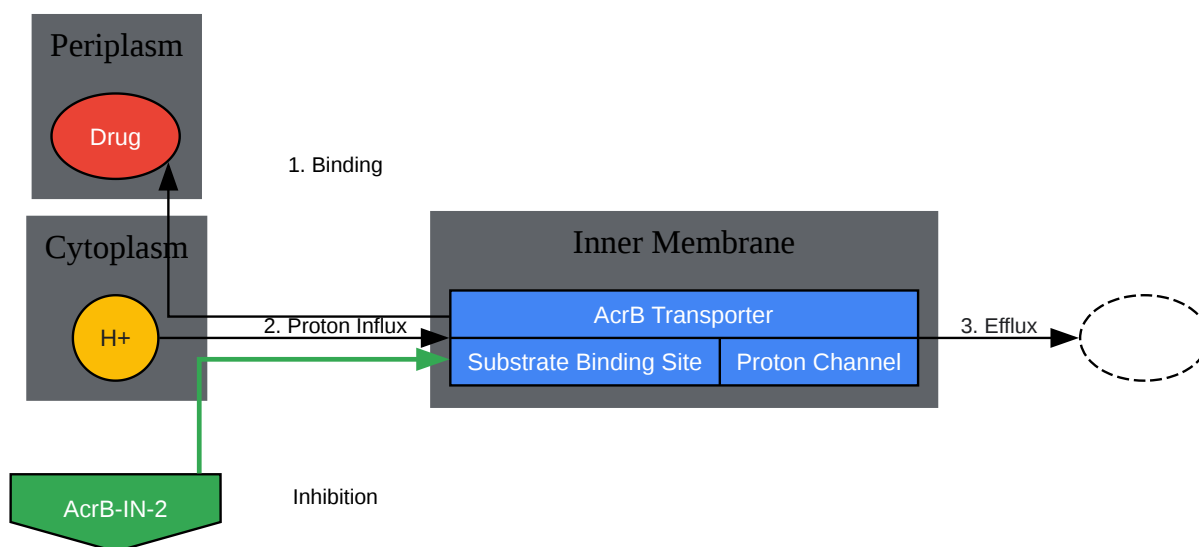 Periplasm
Drug
1. Binding
Cytoplasm
Inner Membrane
H+
2. Proton Influx
AcrB Transporter
3. Efflux
Substrate Binding Site
Proton Channel
AcrB-IN-2
Inhibition